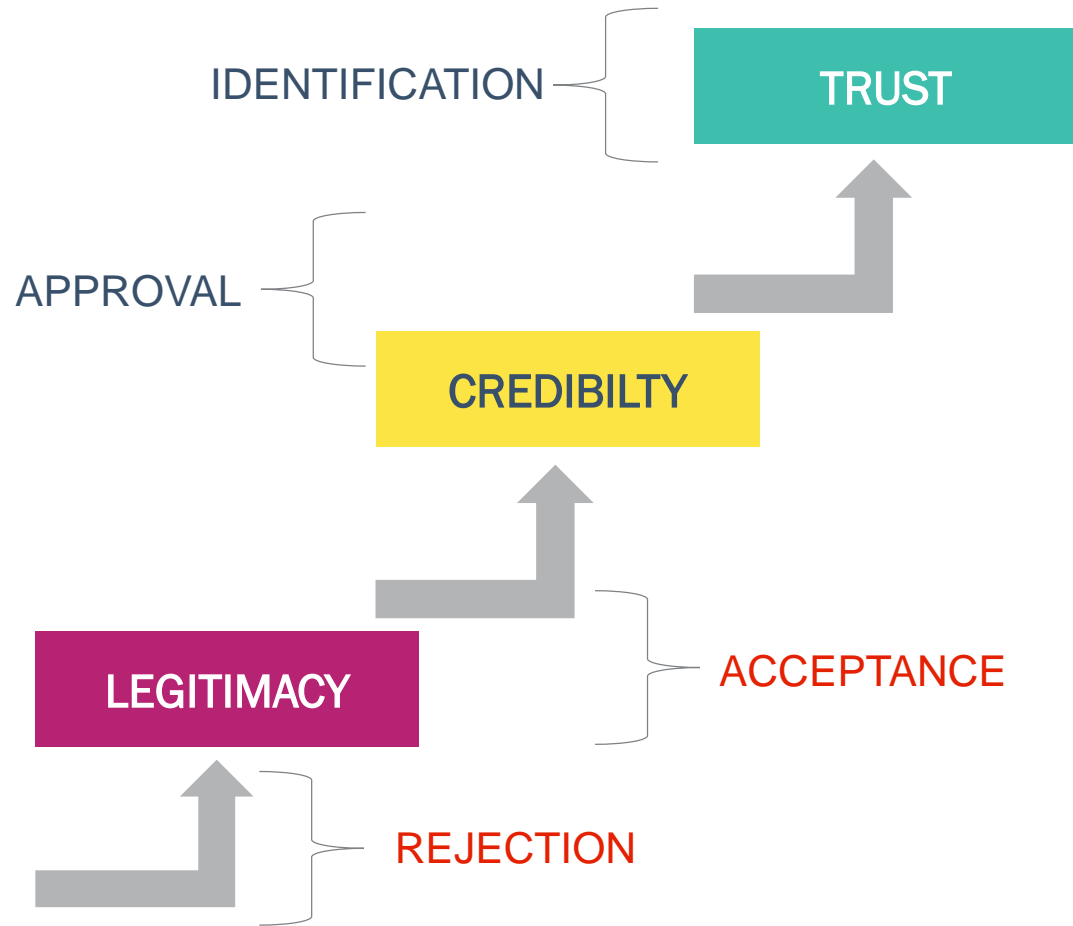 IDENTIFICATION
TRUST
APPROVAL
CREDIBILTY
ACCEPTANCE
LEGITIMACY
REJECTION